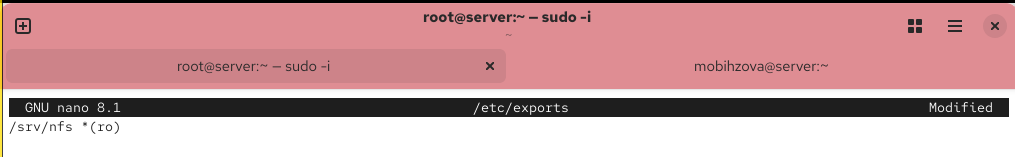 root@server:~ — sudo -i
~
root@server:~ — sudo -i
mobihzova@server:~
GNU nano 8.1 /etc/exports Modified
/srv/nfs *(ro)